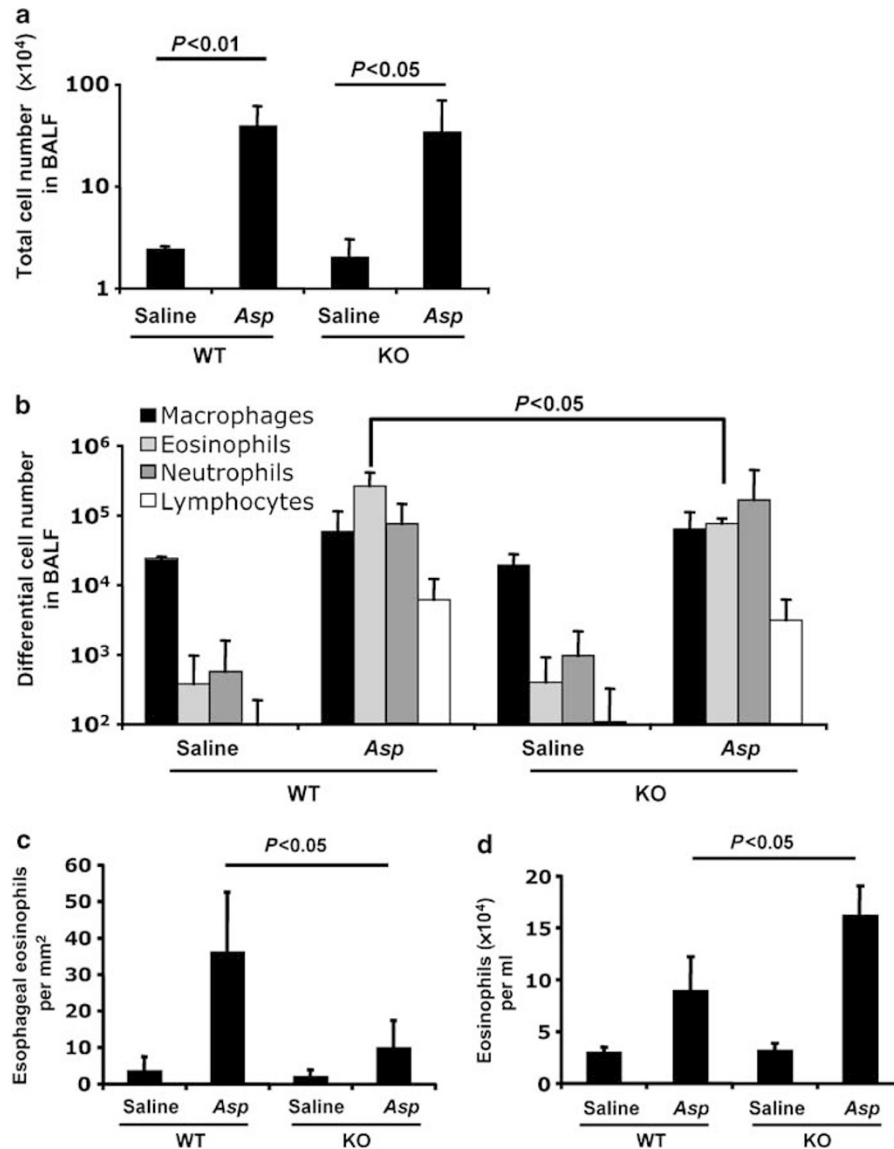 a
P<0.01
P<0.05
Total cell number (×10⁴)
in BALF
100
10
1
Saline Asp Saline Asp
WT KO
b
Macrophages
Eosinophils
Neutrophils
Lymphocytes
P<0.05
Differential cell number
in BALF
10⁶
10⁵
10⁴
10³
10²
Saline Asp Saline Asp
WT KO
c
P<0.05
Esophageal eosinophils
per mm²
60
50
40
30
20
10
0
Saline Asp Saline Asp
WT KO
d
P<0.05
Eosinophils (×10⁴)
per ml
20
15
10
5
0
Saline Asp Saline Asp
WT KO